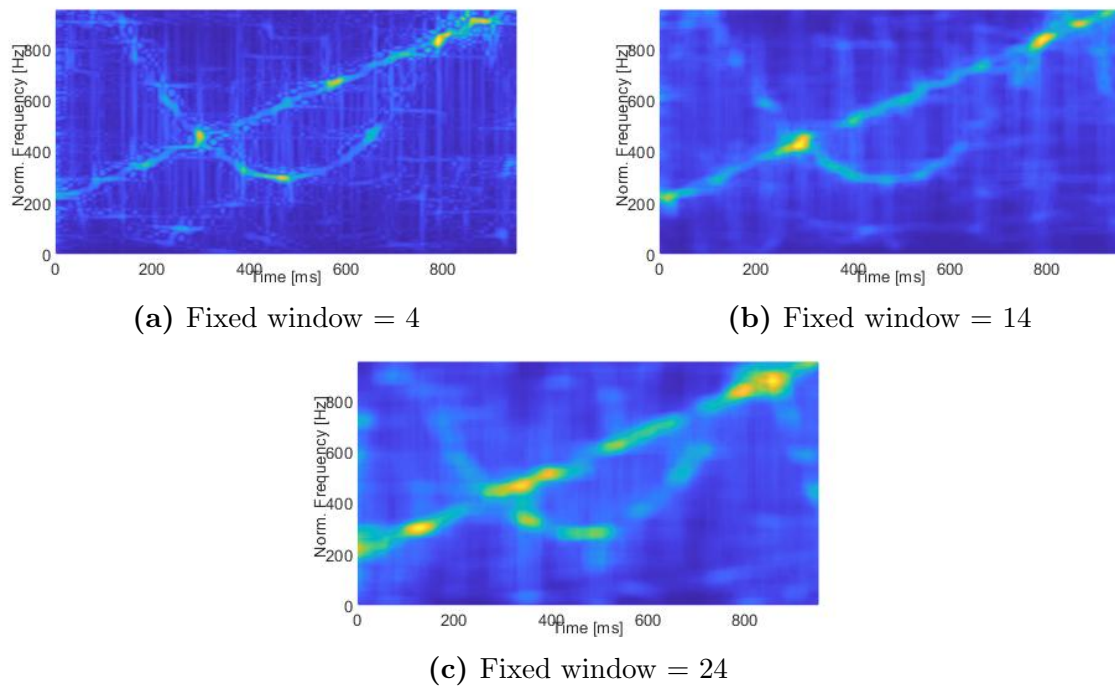 Norm. Frequency [Hz]
800
600
400
200
0
0 200 400 600 800
Time [ms]
(a) Fixed window = 4
Norm. Frequency [Hz]
800
600
400
200
0
0 200 400 600 800
Time [ms]
(b) Fixed window = 14
Norm. Frequency [Hz]
800
600
400
200
0
0 200 400 600 800
Time [ms]
(c) Fixed window = 24